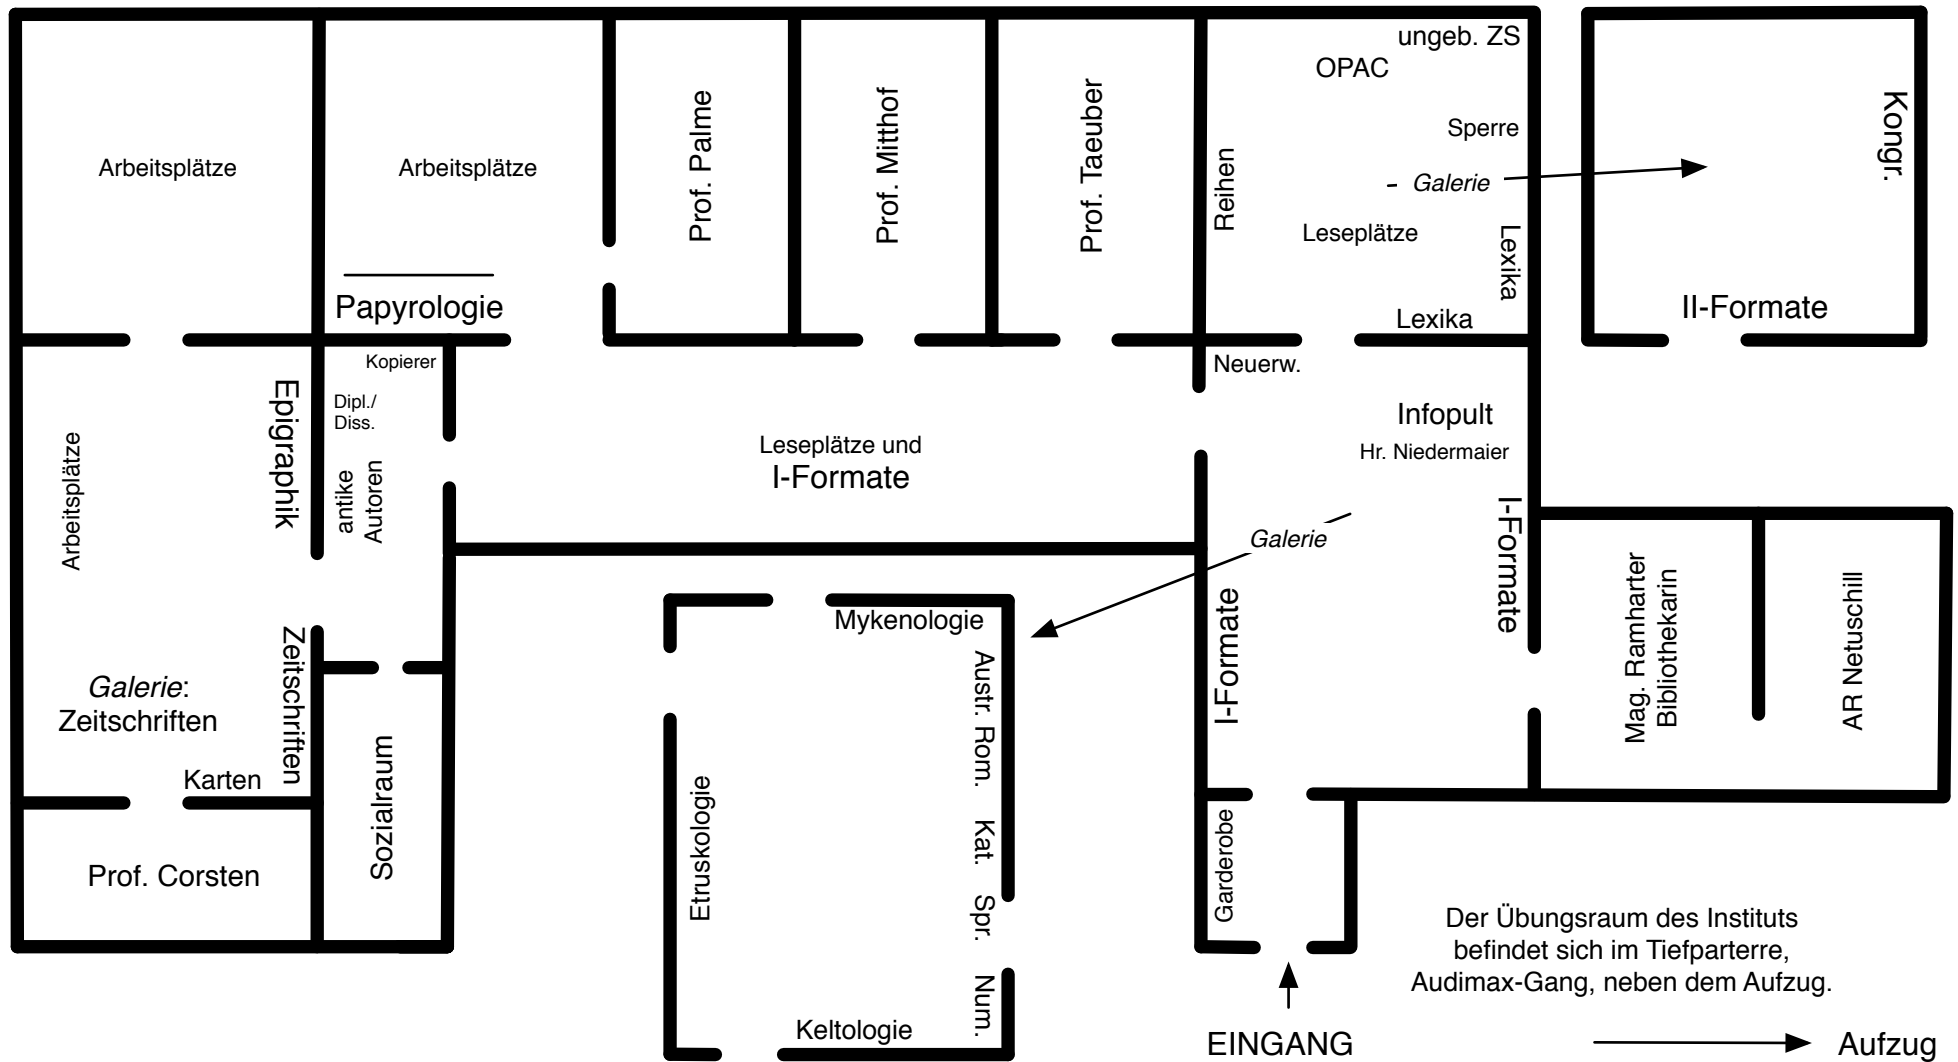 ungeb. ZS
OPAC
Sperre
Galerie
Leseplätze
Reihen
Lexika
Lexika
Kongr.
II-Formate
Arbeitsplätze
Arbeitsplätze
Papyrologie
Prof. Palme
Prof. Mitthof
Prof. Taeuber
Kopierer
Dipl./
Diss.
antike
Autoren
Epigraphik
Arbeitsplätze
Leseplätze und
I-Formate
Neuerw.
Infopult
Hr. Niedermaier
Galerie
I-Formate
I-Formate
Mag. Ramharter
Bibliothekarin
AR Netuschill
Galerie:
Zeitschriften
Zeitschriften
Karten
Prof. Corsten
Sozialraum
Mykenologie
Austr. Rom. Kat. Spr. Num.
Etruskologie
Keltologie
Garderobe
EINGANG
Der Übungsraum des Instituts
befindet sich im Tiefparterre,
Audimax-Gang, neben dem Aufzug.
Aufzug